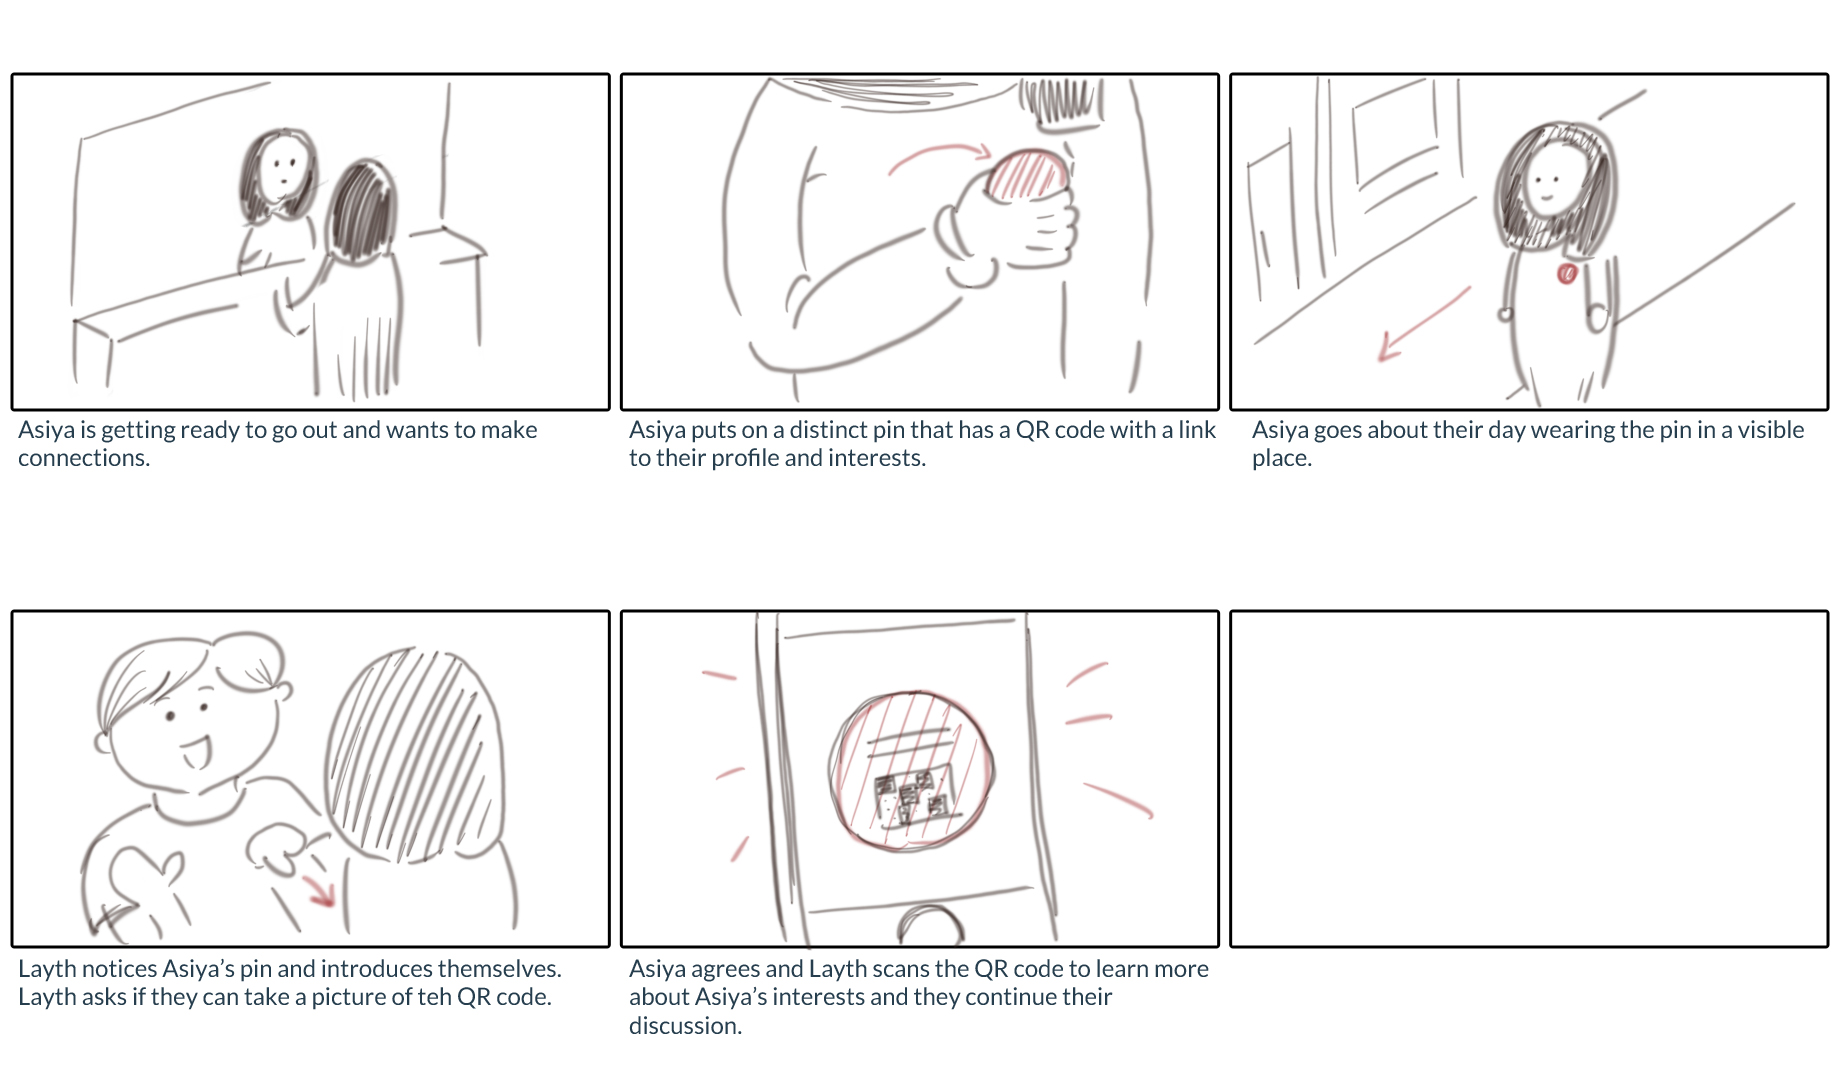 Asiya is getting ready to go out and wants to make
connections.
Asiya puts on a distinct pin that has a QR code with a link
to their profile and interests.
Asiya goes about their day wearing the pin in a visible
place.
Layth notices Asiya’s pin and introduces themselves.
Layth asks if they can take a picture of teh QR code.
Asiya agrees and Layth scans the QR code to learn more
about Asiya’s interests and they continue their
discussion.